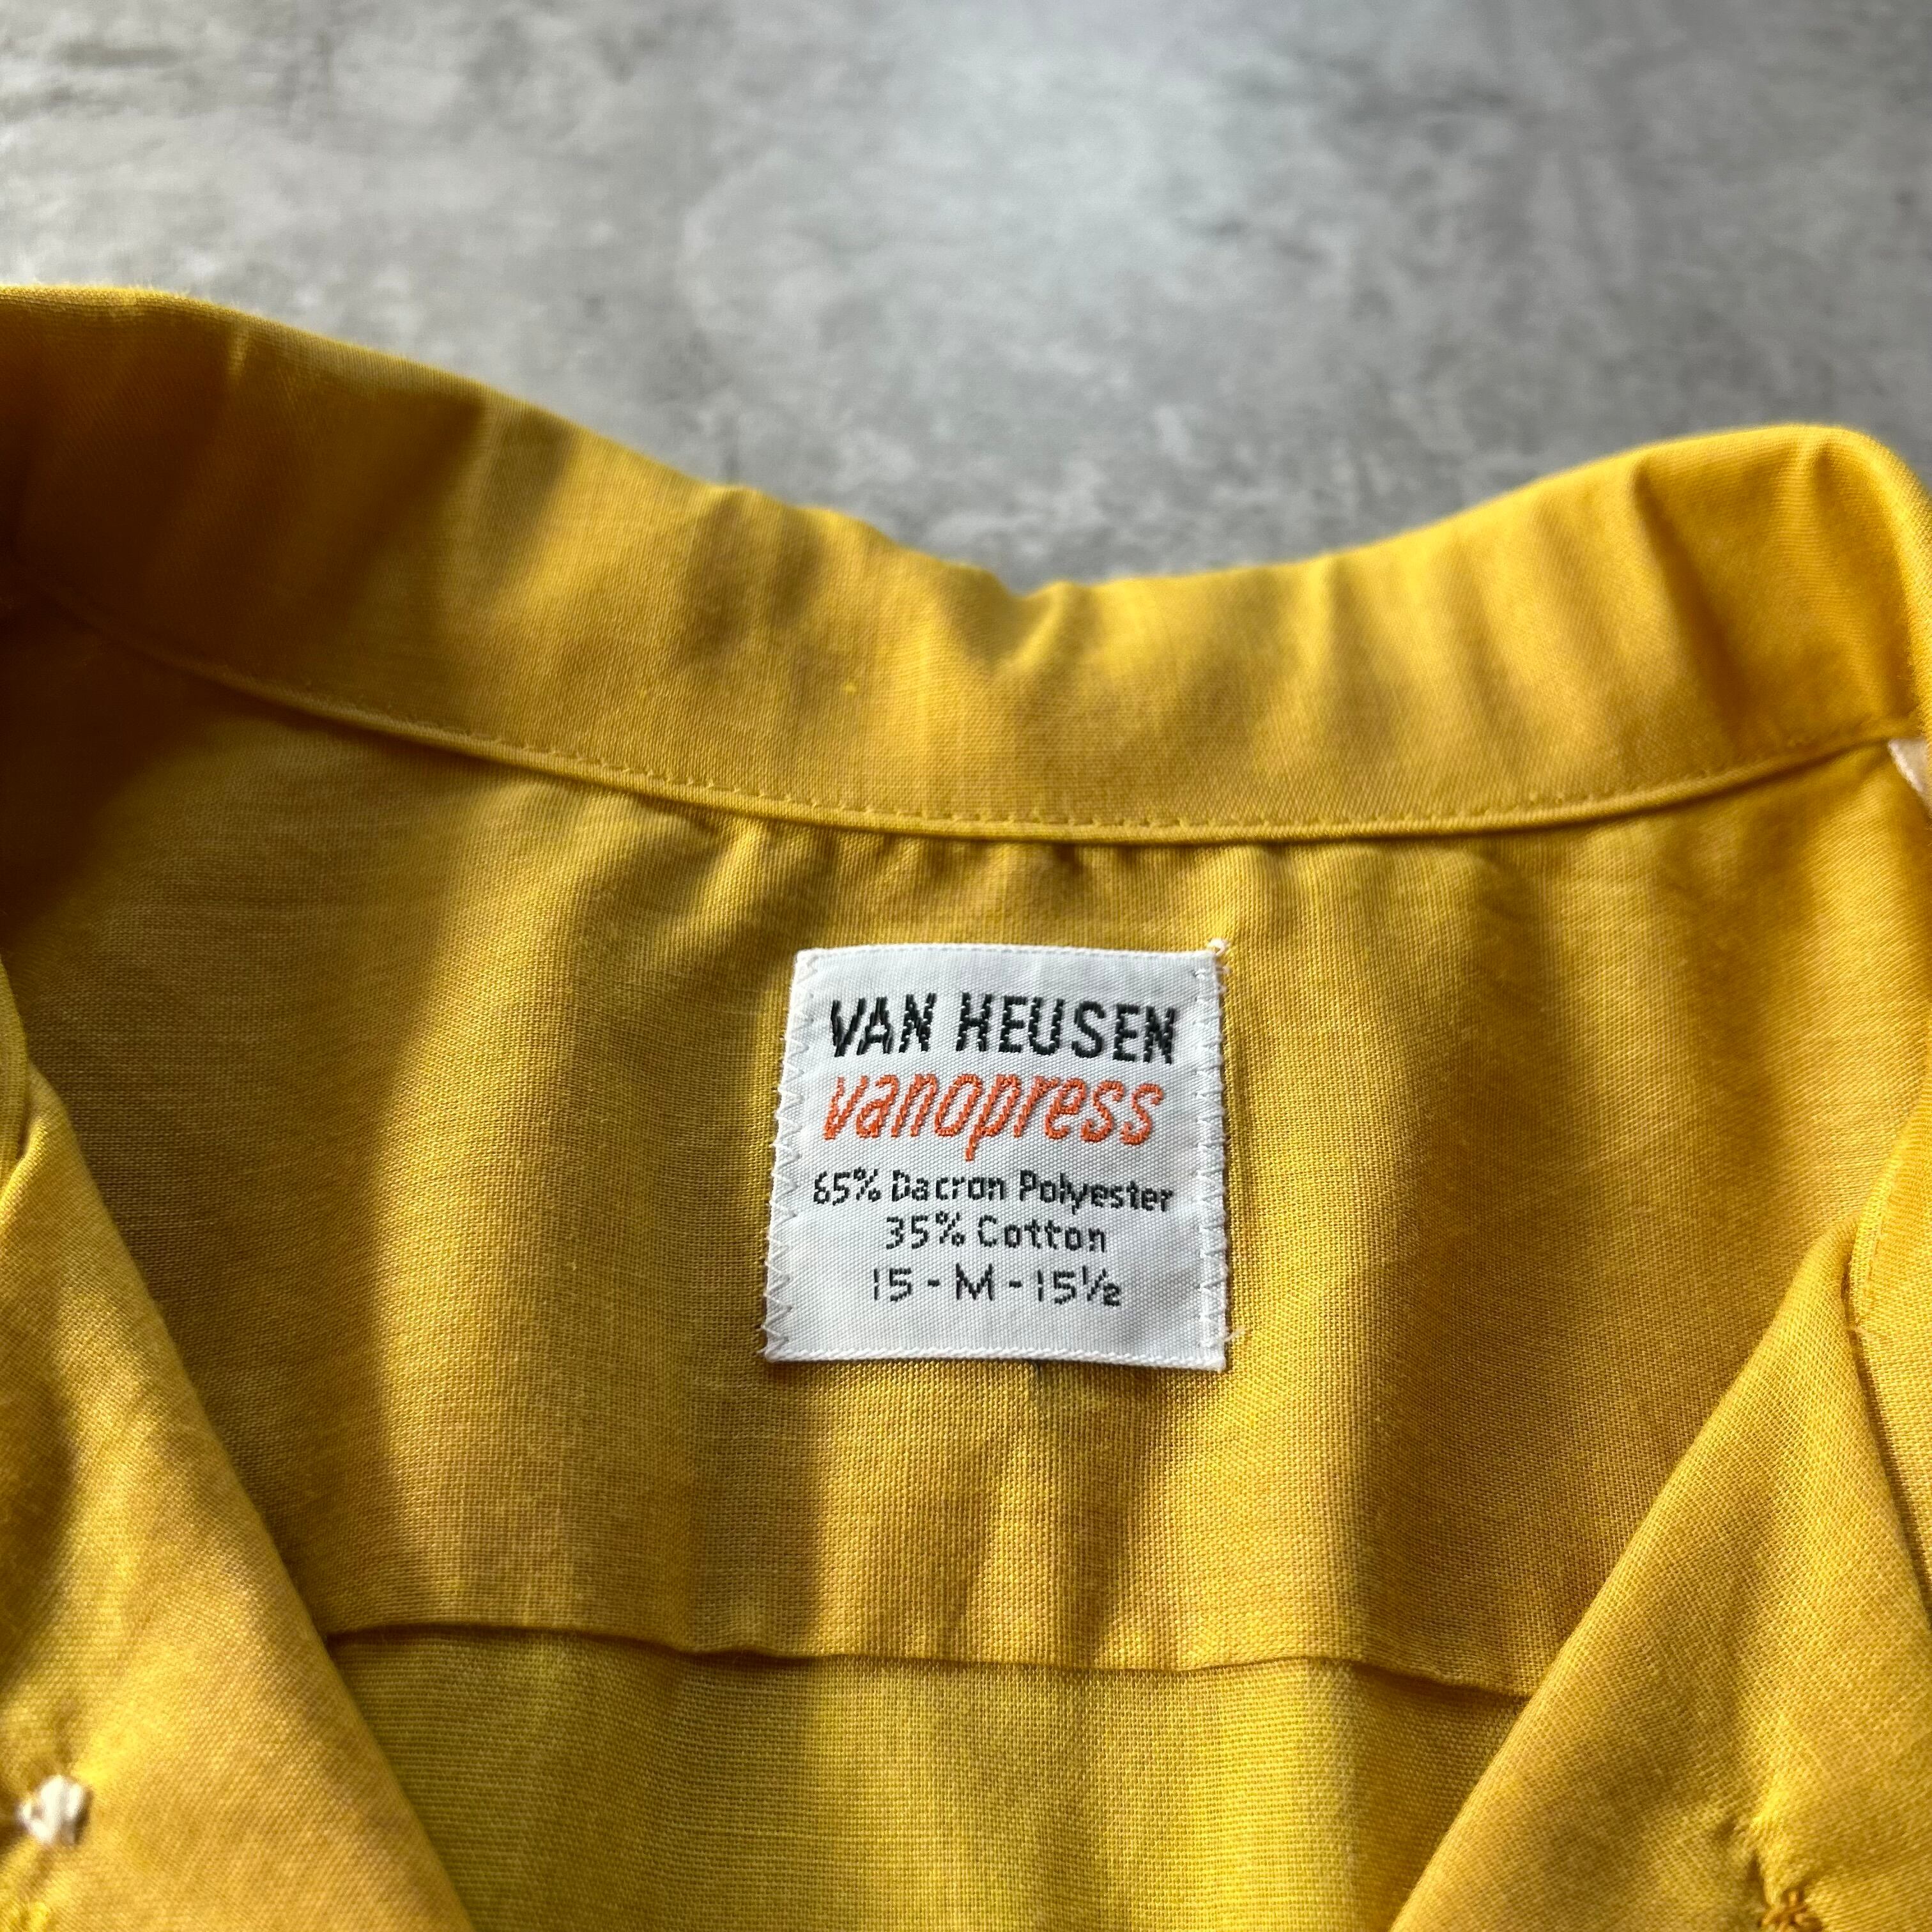 VAN HEUSEN
vanopress
65% Dacron Polyester
35% Cotton
15 - M - 15½